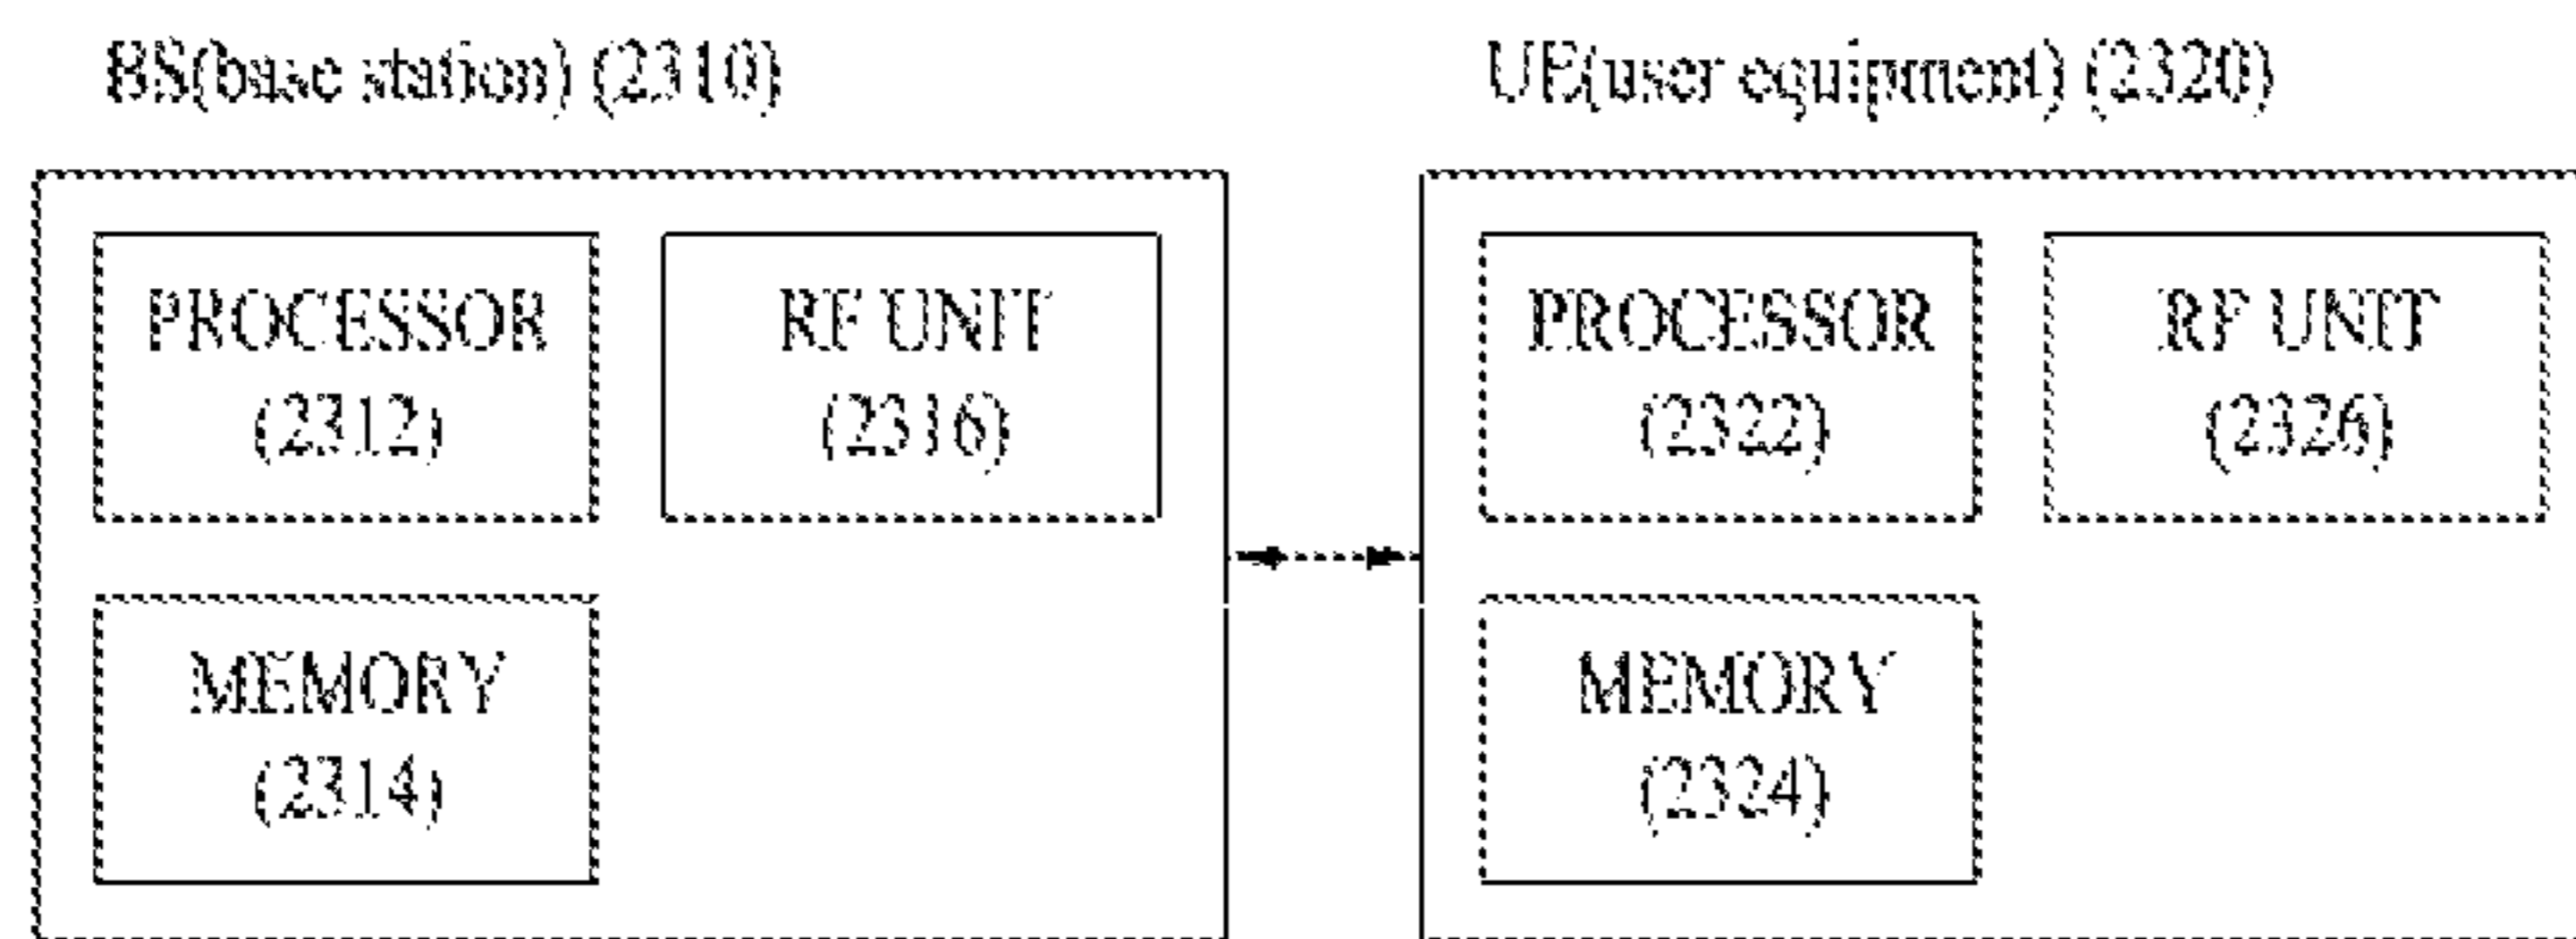 BS(base station) (2310)
UE(user equipment) (2320)
PROCESSOR
(2312)
RF UNIT
(2316)
MEMORY
(2314)
PROCESSOR
(2322)
RF UNIT
(2326)
MEMORY
(2324)